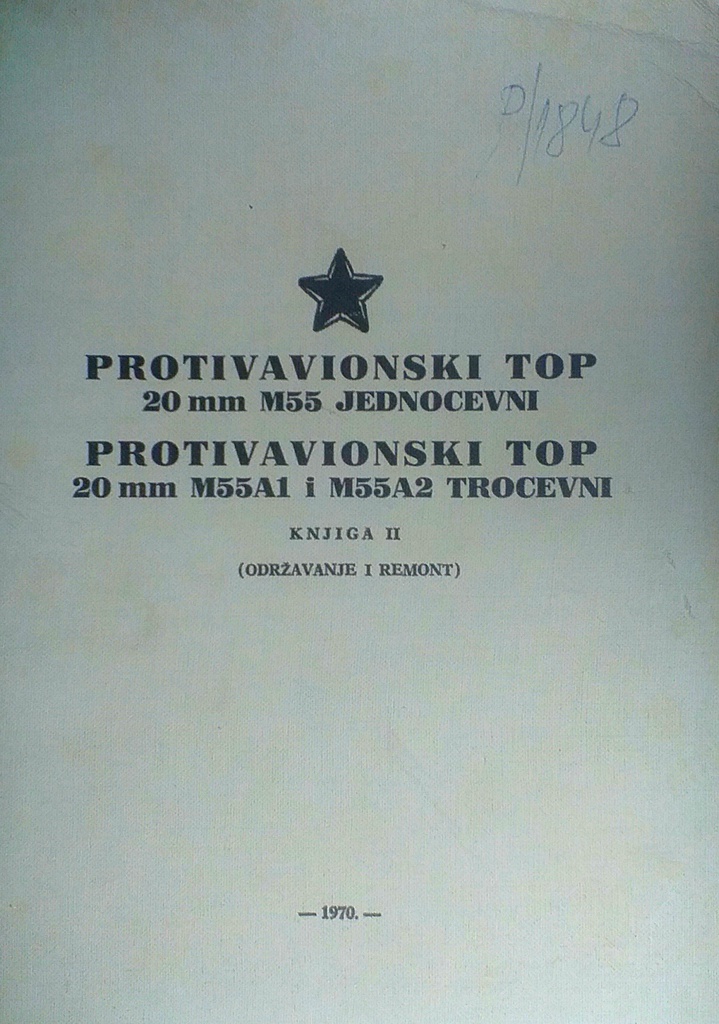 D/1848
PROTIVAVIONSKI TOP
20 mm M55 JEDNOCEVNI
PROTIVAVIONSKI TOP
20 mm M55A1 i M55A2 TROCEVNI
KNJIGA II
(ODRŽAVANJE I REMONT)
— 1970. —